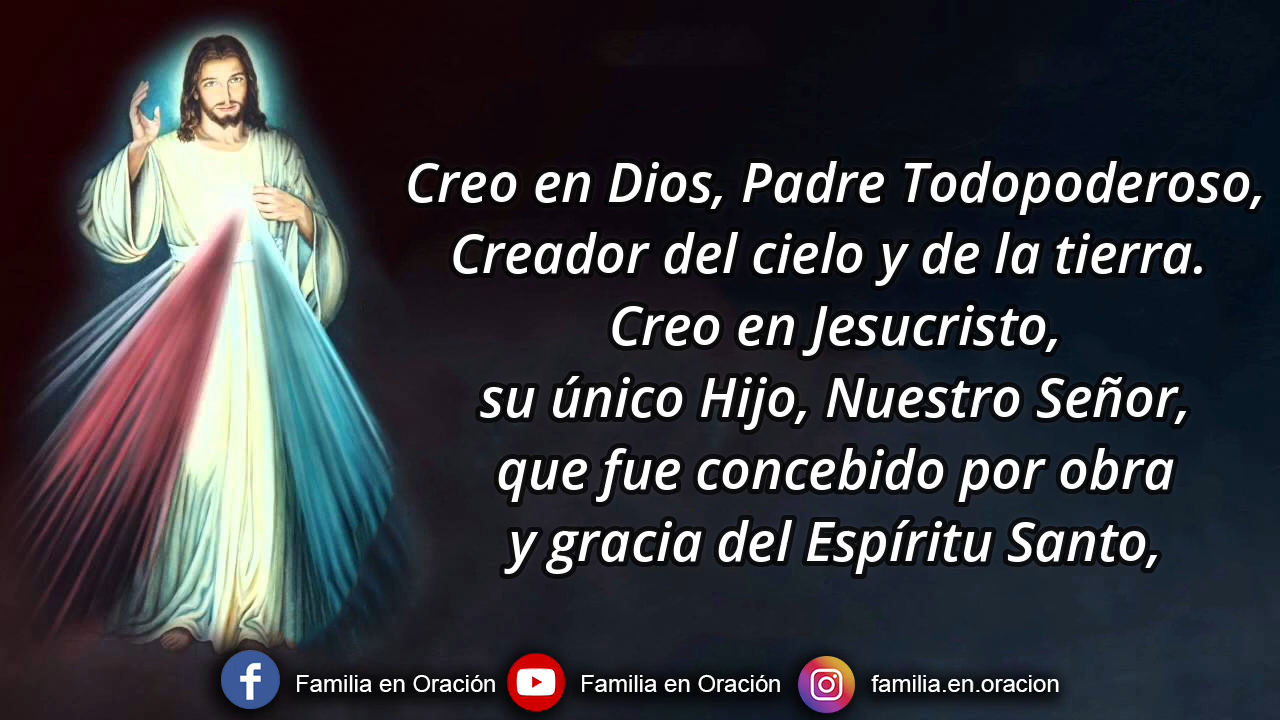 Creo en Dios, Padre Todopoderoso,
Creador del cielo y de la tierra.
Creo en Jesucristo,
su único Hijo, Nuestro Señor,
que fue concebido por obra
y gracia del Espíritu Santo,
Familia en Oración Familia en Oración familia.en.oracion